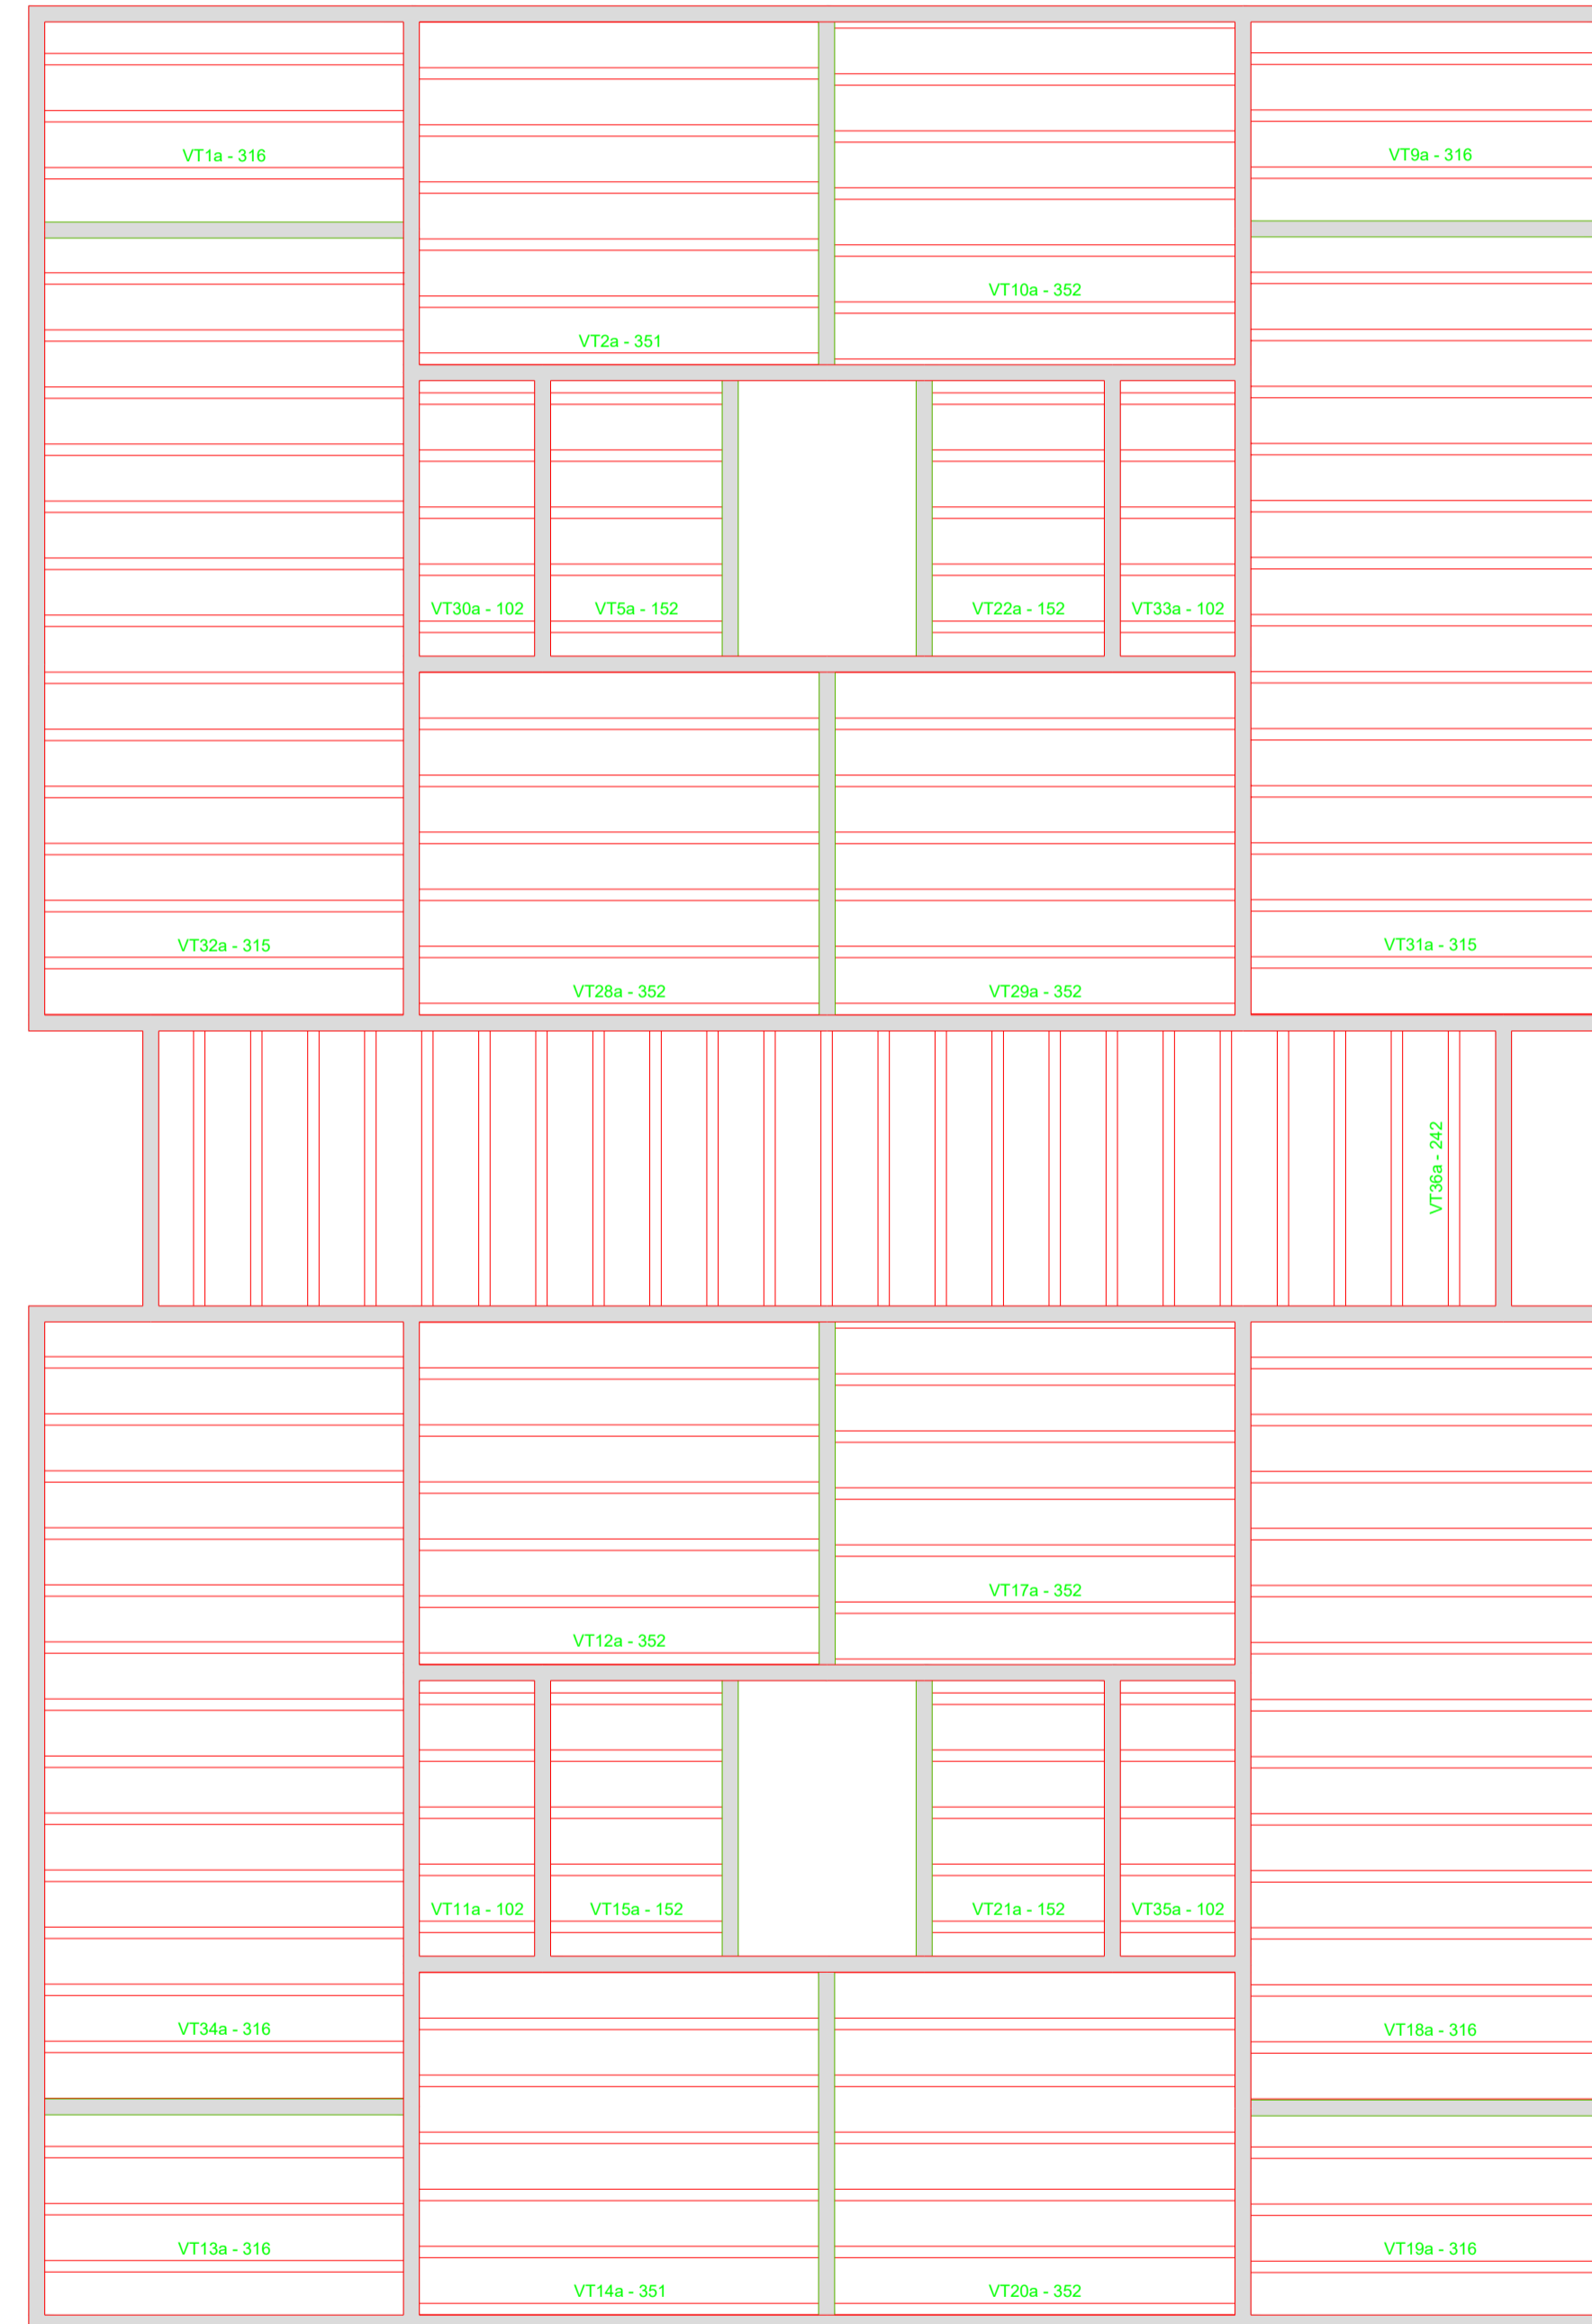 VT1a - 316
VT9a - 316
VT10a - 352
VT2a - 351
VT30a - 102
VT5a - 152
VT22a - 152
VT33a - 102
VT32a - 315
VT31a - 315
VT28a - 352
VT29a - 352
VT36a - 242
VT17a - 352
VT12a - 352
VT11a - 102
VT15a - 152
VT21a - 152
VT35a - 102
VT34a - 316
VT18a - 316
VT13a - 316
VT19a - 316
VT14a - 351
VT20a - 352